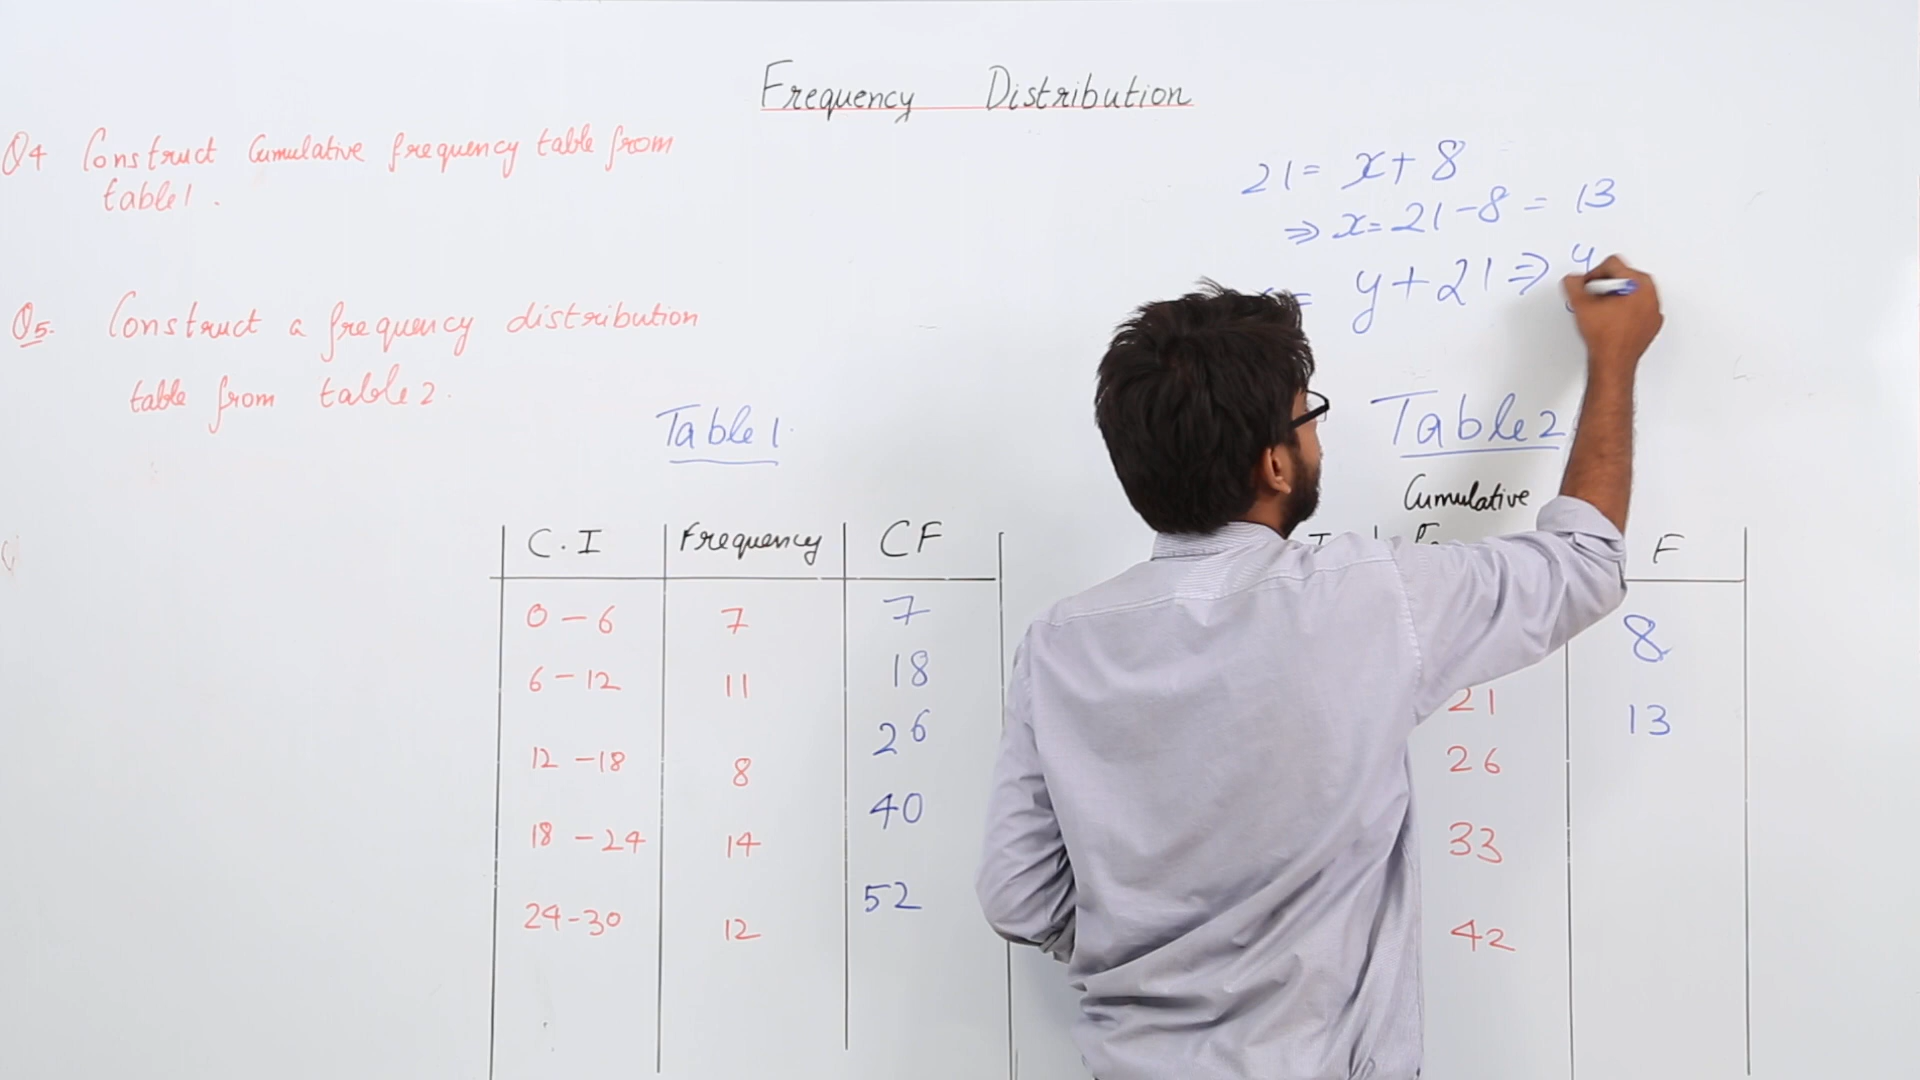 Frequency Distribution
Q4 Construct Cumulative frequency table from
table 1.
Q5. Construct a frequency distribution
table from table 2.
21 = x + 8
⇒ x = 21 - 8 = 13
= y + 21 ⇒ y
Table 1
C.I Frequency CF
0 - 6 7 7
6 - 12 11 18
12 - 18 8 26
18 - 24 14 40
24 - 30 12 52
Table 2
Cumulative
F
8
21 13
26
33
42